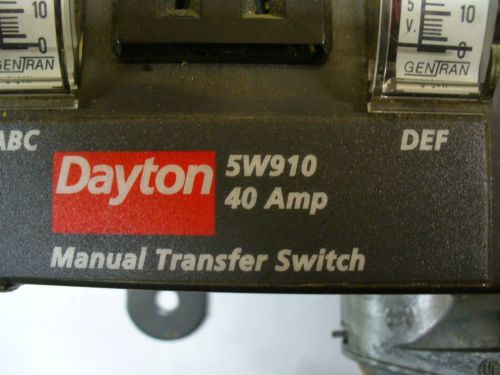 10
0
GENTRAN
5
V.
10
0
GENTRAN
ABC
DEF
Dayton
5W910
40 Amp
Manual Transfer Switch